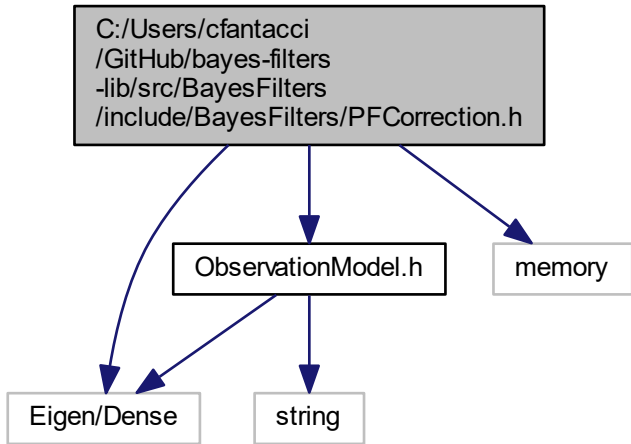 C:/Users/cfantacci
/GitHub/bayes-filters
-lib/src/BayesFilters
/include/BayesFilters/PFCorrection.h
ObservationModel.h
memory
Eigen/Dense
string